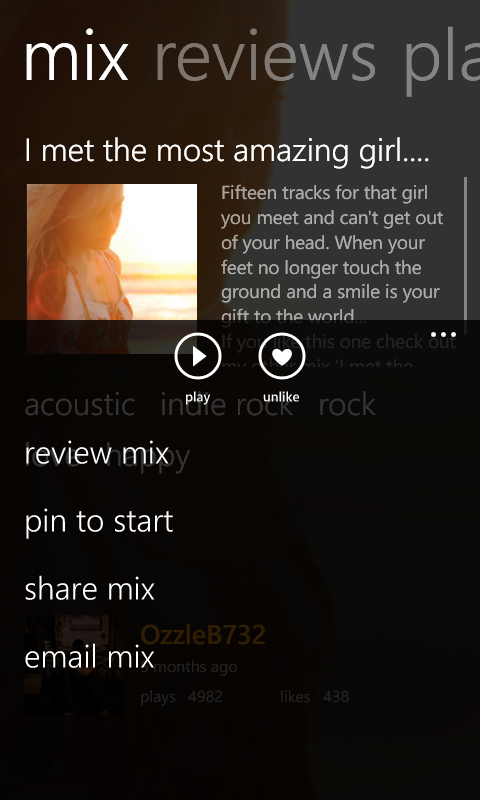 mix reviews pla
I met the most amazing girl....
Fifteen tracks for that girl
you meet and can't get out
of your head. When your
feet no longer touch the
ground and a smile is your
gift to the world...
If you like this one check out
my other mix 'I met the
play unlike
acoustic indie rock rock
love happy
review mix
pin to start
share mix
OzzleB732
months ago
email mix
plays 4982 likes 438